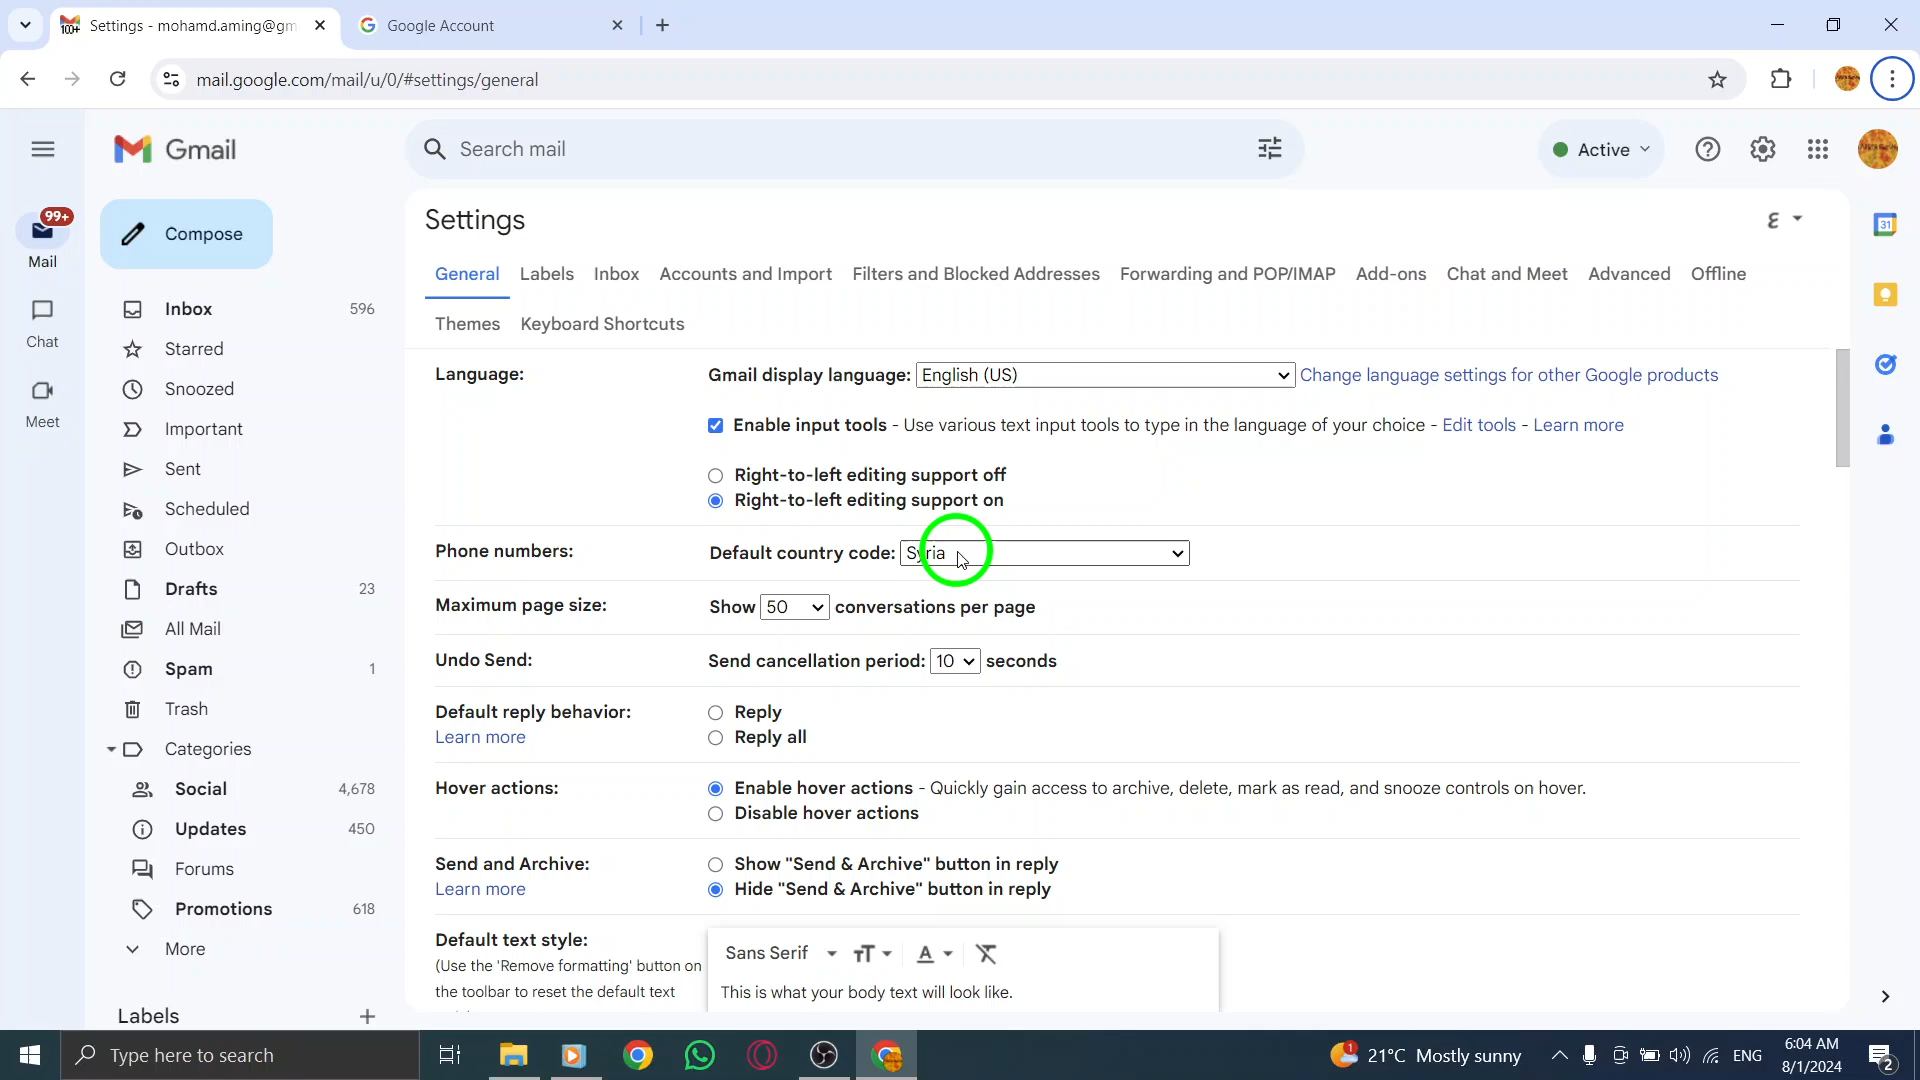 Settings - mohamd.aming@gm
Google Account
mail.google.com/mail/u/0/#settings/general
Gmail
Search mail
Active
99+
Mail
Chat
Meet
Compose
Inbox 596
Starred
Snoozed
Important
Sent
Scheduled
Outbox
Drafts 23
All Mail
Spam 1
Trash
Categories
Social 4,678
Updates 450
Forums
Promotions 618
More
Labels
Settings
General Labels Inbox Accounts and Import Filters and Blocked Addresses Forwarding and POP/IMAP Add-ons Chat and Meet Advanced Offline
Themes Keyboard Shortcuts
Language:
Gmail display language: English (US) Change language settings for other Google products
Enable input tools - Use various text input tools to type in the language of your choice - Edit tools - Learn more
Right-to-left editing support off
Right-to-left editing support on
Phone numbers:
Default country code: Syria
Maximum page size:
Show 50 conversations per page
Undo Send:
Send cancellation period: 10 seconds
Default reply behavior:
Learn more
Reply
Reply all
Hover actions:
Enable hover actions - Quickly gain access to archive, delete, mark as read, and snooze controls on hover.
Disable hover actions
Send and Archive:
Learn more
Show "Send & Archive" button in reply
Hide "Send & Archive" button in reply
Default text style:
(Use the 'Remove formatting' button on
the toolbar to reset the default text
Sans Serif
This is what your body text will look like.
31
Type here to search
1
21°C Mostly sunny
ENG
6:04 AM
8/1/2024
2